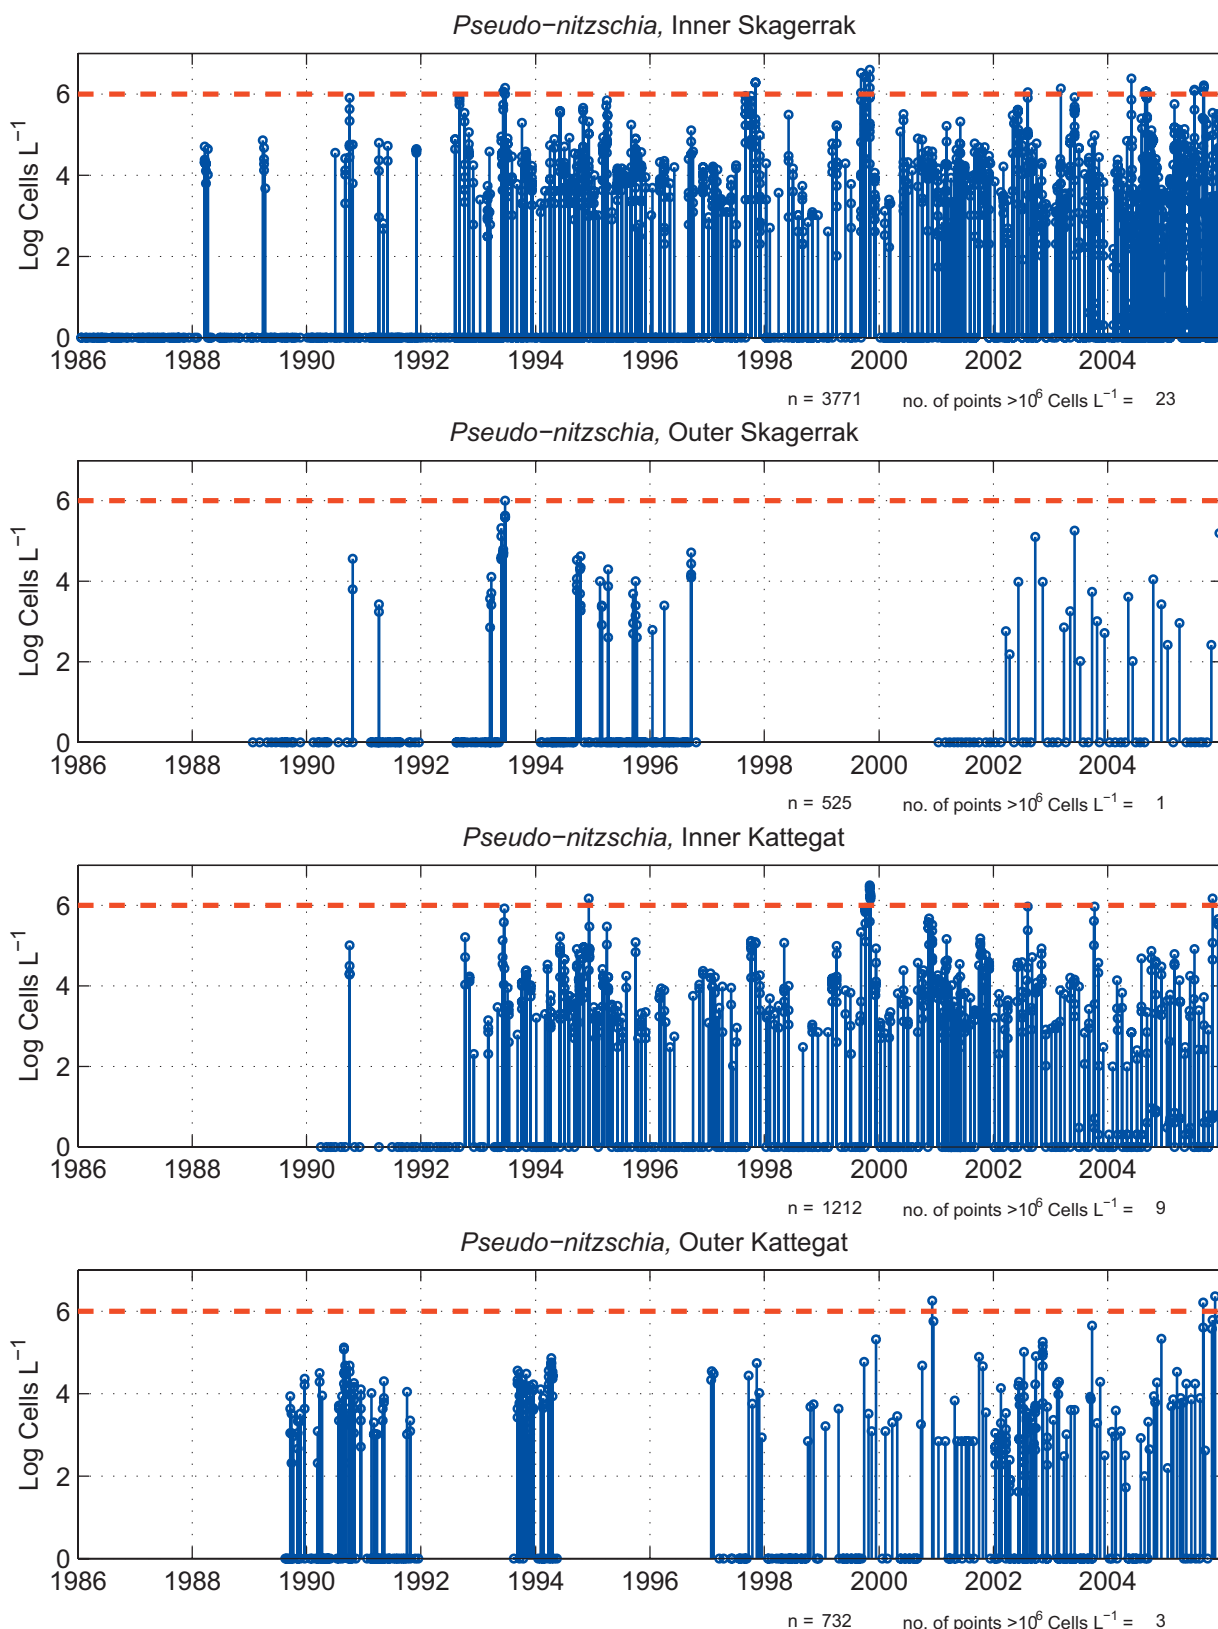 Pseudo−nitzschia, Inner Skagerrak
Log Cells L⁻¹
6
4
2
0
1986 1988 1990 1992 1994 1996 1998 2000 2002 2004
n = 3771 no. of points >10⁶ Cells L⁻¹ = 23
Pseudo−nitzschia, Outer Skagerrak
Log Cells L⁻¹
6
4
2
0
1986 1988 1990 1992 1994 1996 1998 2000 2002 2004
n = 525 no. of points >10⁶ Cells L⁻¹ = 1
Pseudo−nitzschia, Inner Kattegat
Log Cells L⁻¹
6
4
2
0
1986 1988 1990 1992 1994 1996 1998 2000 2002 2004
n = 1212 no. of points >10⁶ Cells L⁻¹ = 9
Pseudo−nitzschia, Outer Kattegat
Log Cells L⁻¹
6
4
2
0
1986 1988 1990 1992 1994 1996 1998 2000 2002 2004
n = 732 no. of points >10⁶ Cells L⁻¹ = 3